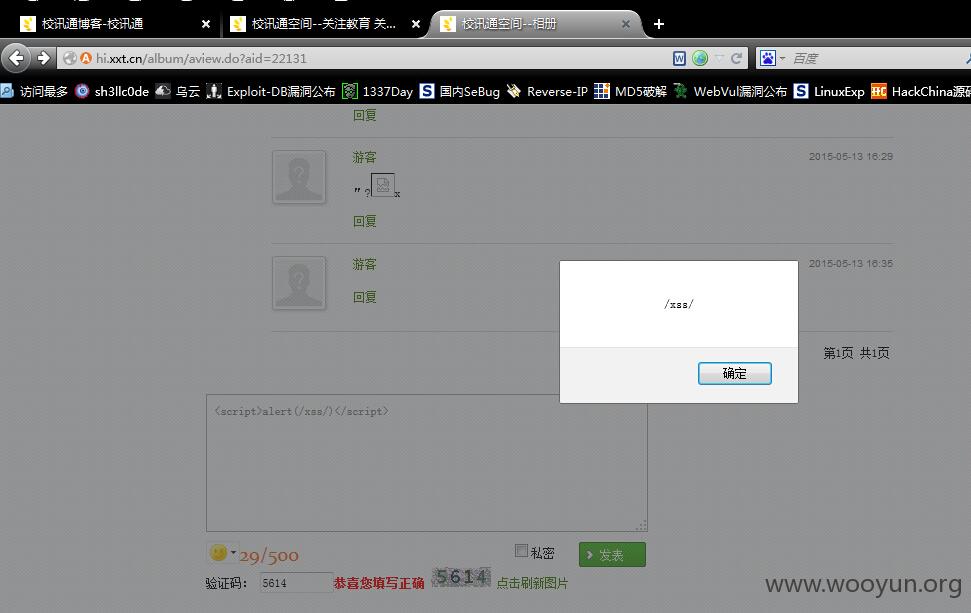 校讯通博客-校讯通
校讯通空间--关注教育 关...
校讯通空间--相册
hi.xxt.cn/album/aview.do?aid=22131
百度
访问最多 sh3llc0de 乌云 Exploit-DB漏洞公布 1337Day 国内SeBug Reverse-IP MD5破解 WebVul漏洞公布 LinuxExp HackChina源码
回复
游客 2015-05-13 16:29
" ? x
回复
游客 2015-05-13 16:35
回复
/xss/
确定
第1页 共1页
<script>alert(/xss/)</script>
29/500
私密
发表
验证码: 5614 恭喜您填写正确 5614 点击刷新图片
www.wooyun.org